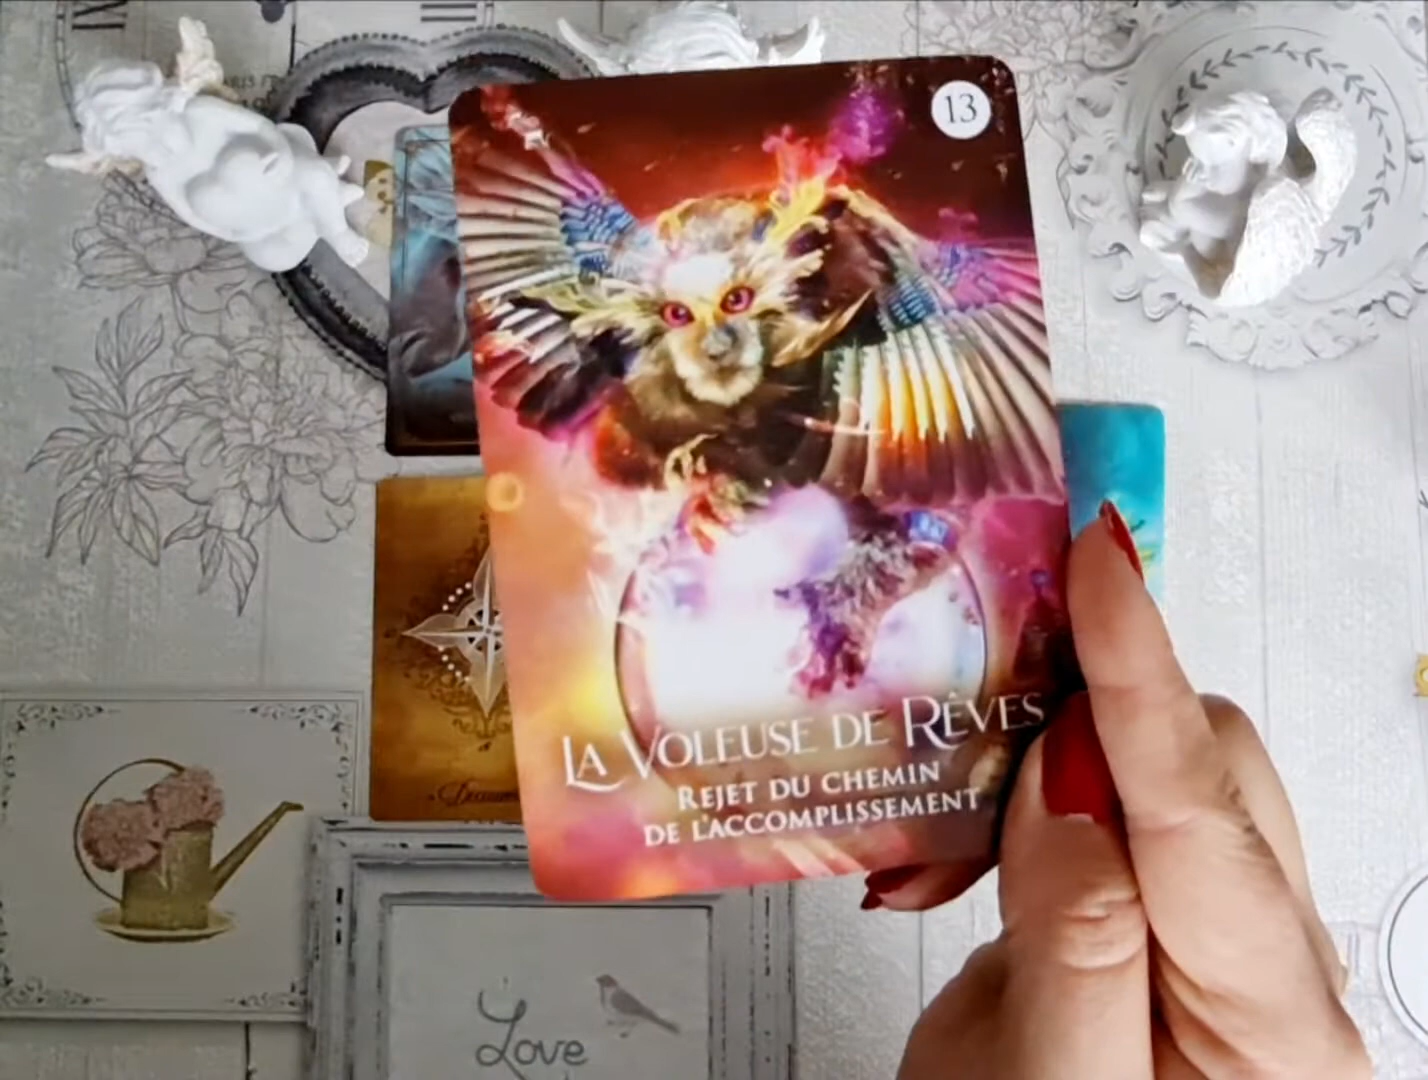 13
LA VOLEUSE DE RÊVES
REJET DU CHEMIN
DE L'ACCOMPLISSEMENT
Love